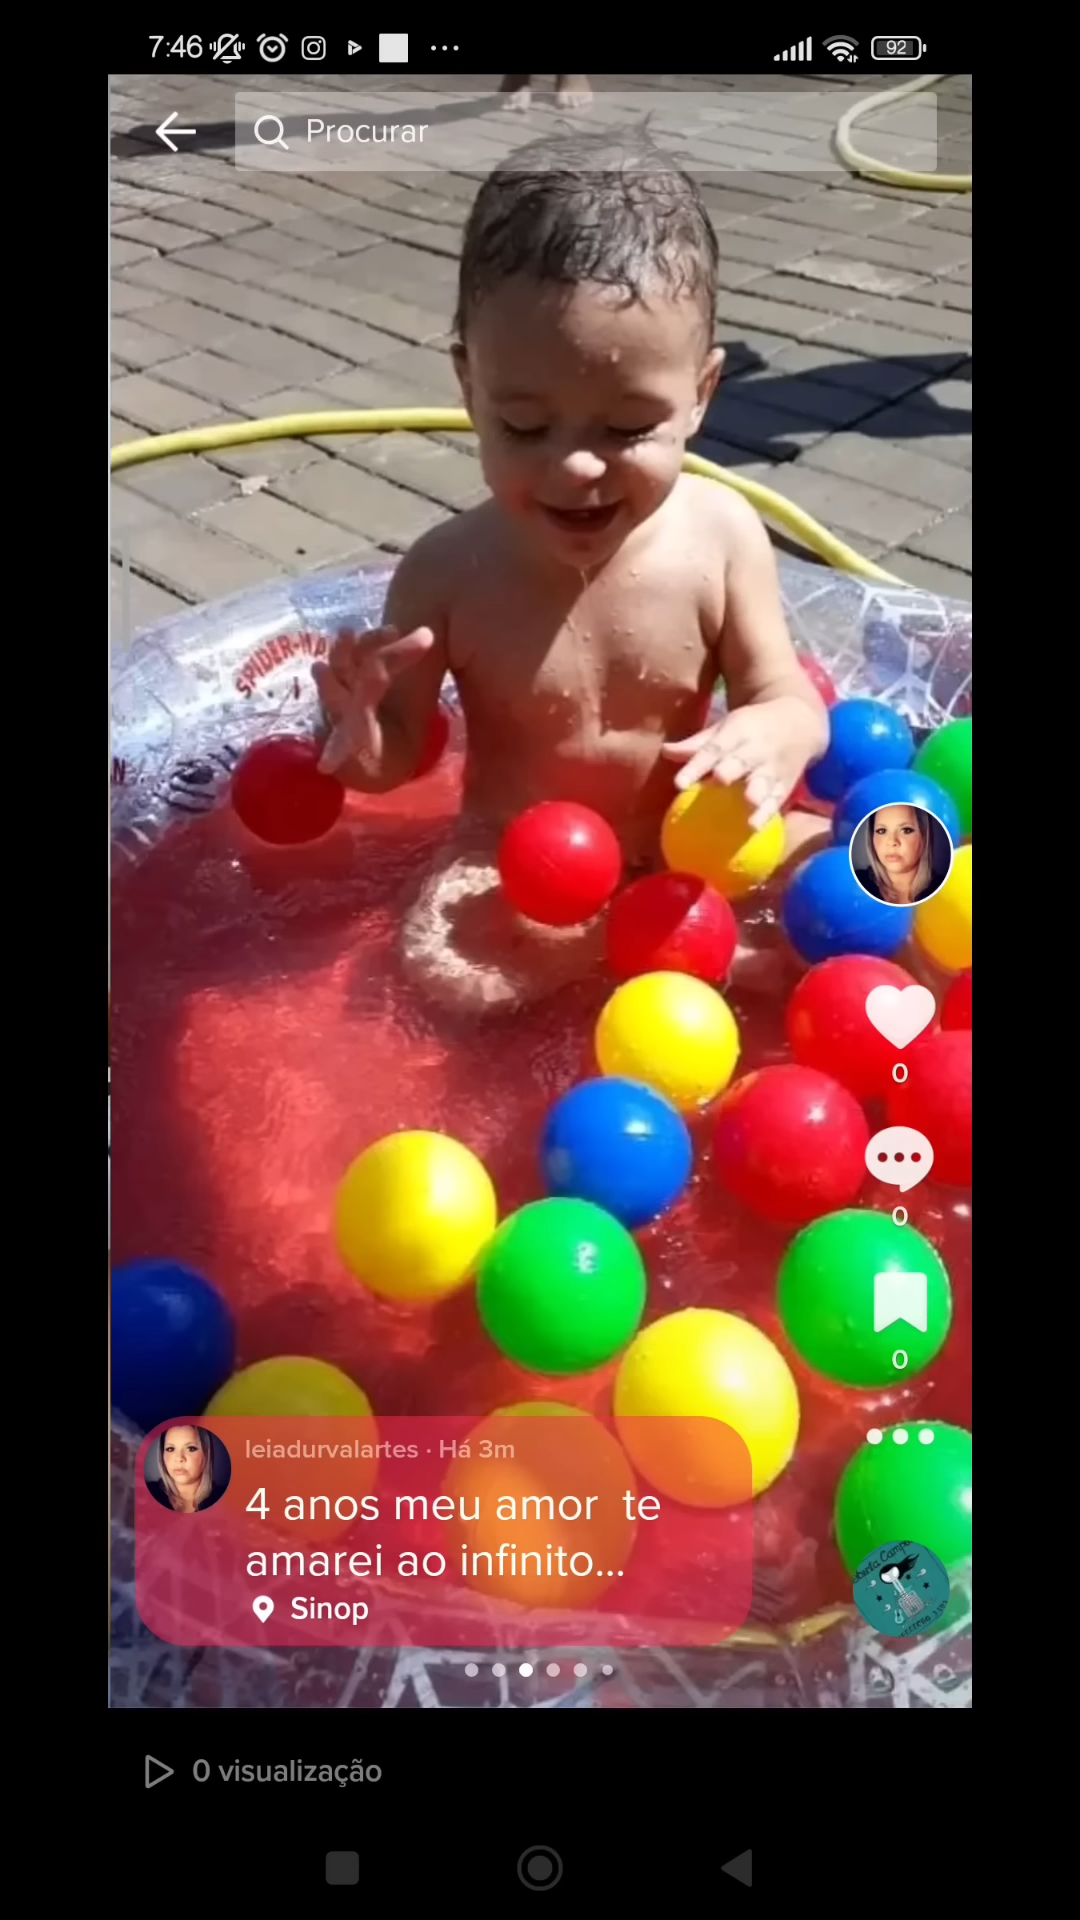 7:46
92
Procurar
SPIDER-MA
N
0
0
0
leiadurvalartes · Há 3m
4 anos meu amor te
amarei ao infinito...
Sinop
0 visualização